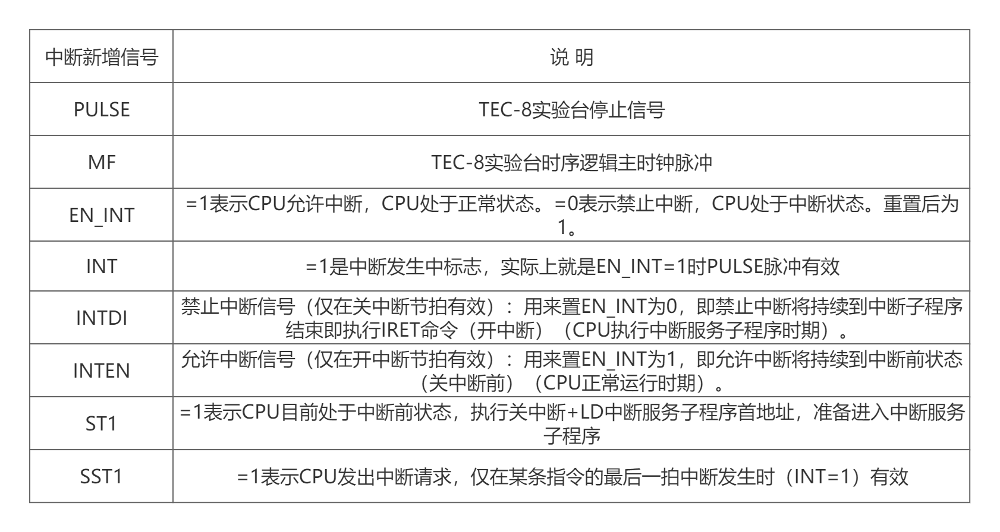 中断新增信号
说 明
PULSE
TEC-8实验台停止信号
MF
TEC-8实验台时序逻辑主时钟脉冲
EN_INT
=1表示CPU允许中断，CPU处于正常状态。=0表示禁止中断，CPU处于中断状态。重置后为
1。
INT
=1是中断发生中标志，实际上就是EN_INT=1时PULSE脉冲有效
INTDI
禁止中断信号（仅在关中断节拍有效）：用来置EN_INT为0，即禁止中断将持续到中断子程序
结束即执行IRET命令（开中断）（CPU执行中断服务子程序时期）。
INTEN
允许中断信号（仅在开中断节拍有效）：用来置EN_INT为1，即允许中断将持续到中断前状态
（关中断前）（CPU正常运行时期）。
ST1
=1表示CPU目前处于中断前状态，执行关中断+LD中断服务子程序首地址，准备进入中断服务
子程序
SST1
=1表示CPU发出中断请求，仅在某条指令的最后一拍中断发生时（INT=1）有效